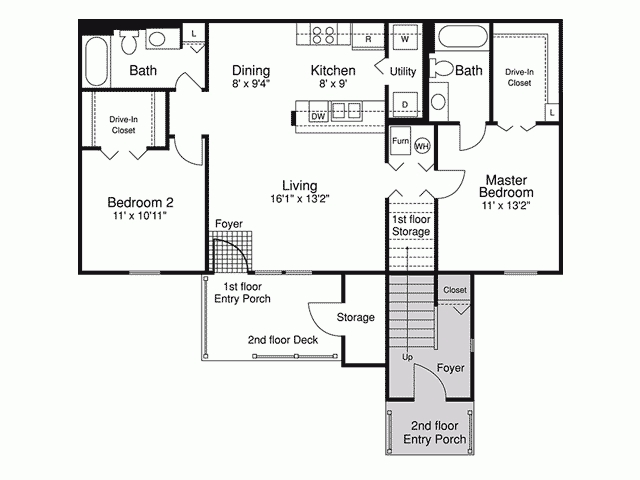 L
R
W
Bath
Dining
8' x 9'4"
Kitchen
8' x 9'
Utility
Bath
Drive-In
Closet
D
L
Drive-In
Closet
DW
Furn
WH
Bedroom 2
11' x 10'11"
Living
16'1" x 13'2"
Master
Bedroom
11' x 13'2"
Foyer
1st floor
Storage
1st floor
Entry Porch
Closet
Storage
2nd floor Deck
Up
Foyer
2nd floor
Entry Porch